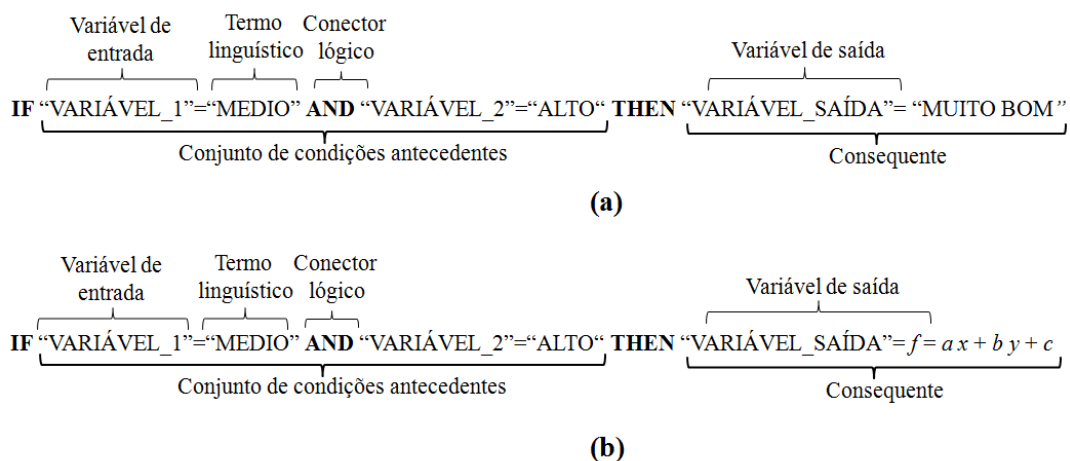 Variável de entrada Termo linguístico Conector lógico Variável de saída
IF “VARIÁVEL_1”=“MEDIO” AND “VARIÁVEL_2”=“ALTO“ THEN “VARIÁVEL_SAÍDA”= “MUITO BOM”
Conjunto de condições antecedentes Consequente
(a)
Variável de entrada Termo linguístico Conector lógico Variável de saída
IF “VARIÁVEL_1”=“MEDIO” AND “VARIÁVEL_2”=“ALTO“ THEN “VARIÁVEL_SAÍDA”= f = a x + b y + c
Conjunto de condições antecedentes Consequente
(b)